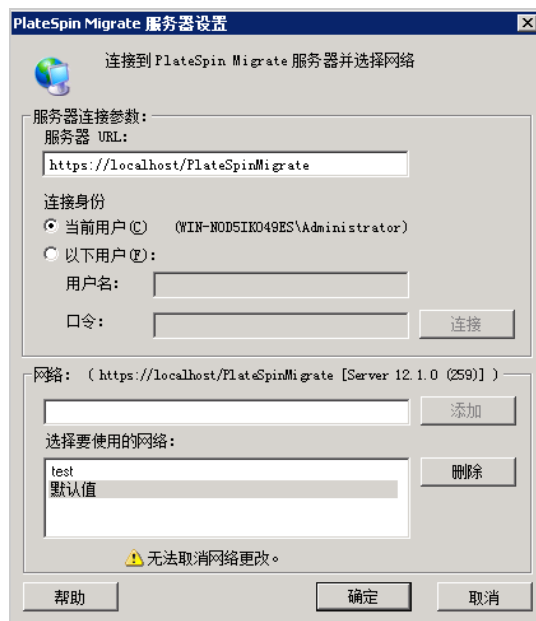 PlateSpin Migrate 服务器设置
连接到 PlateSpin Migrate 服务器并选择网络
服务器连接参数:
服务器 URL:
https://localhost/PlateSpinMigrate
连接身份
当前用户(C) (WIN-NOD5IKO49ES\Administrator)
以下用户(F):
用户名:
口令:
连接
网络: ( https://localhost/PlateSpinMigrate [Server 12.1.0 (259)] )
添加
选择要使用的网络:
test
删除
默认值
无法取消网络更改。
帮助 确定 取消